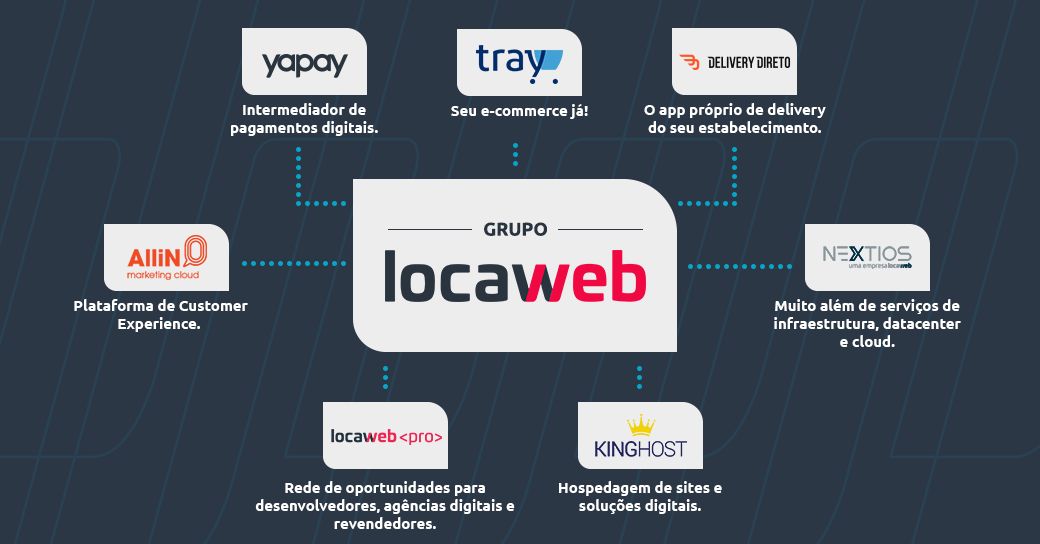 yapay
Intermediador de
pagamentos digitais.
tray
Seu e-commerce já!
DELIVERY DIRETO
O app próprio de delivery
do seu estabelecimento.
GRUPO
locaweb
AlliN
marketing cloud
Plataforma de Customer
Experience.
NEXTIOS
uma empresa locaweb
Muito além de serviços de
infraestrutura, datacenter
e cloud.
locaweb <pro>
Rede de oportunidades para
desenvolvedores, agências digitais e
revendedores.
KINGHOST
Hospedagem de sites e
soluções digitais.